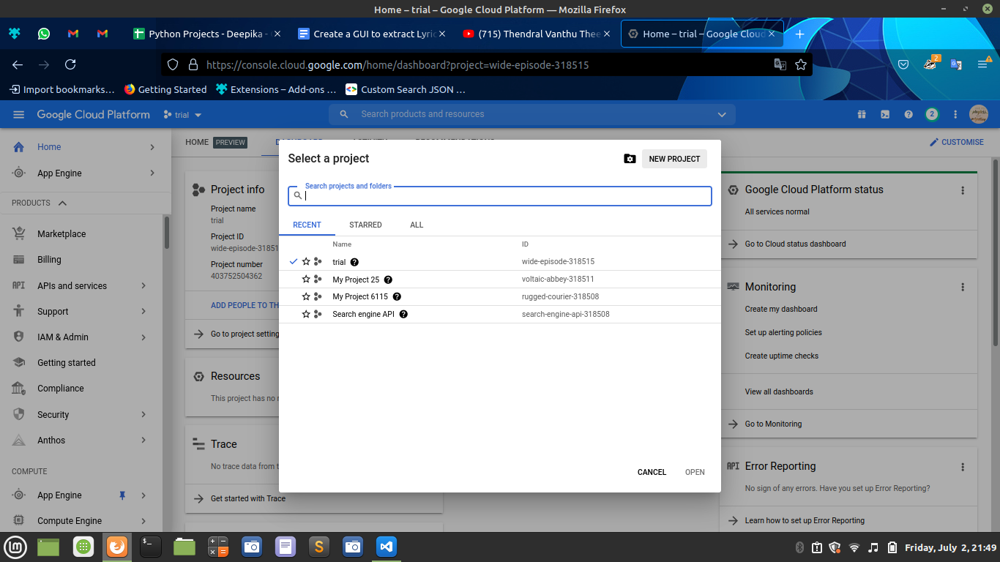 Home – trial – Google Cloud Platform — Mozilla Firefox
Python Projects - Deepika -
Create a GUI to extract Lyric
(715) Thendral Vanthu Thee
Home – trial – Google Cloud
https://console.cloud.google.com/home/dashboard?project=wide-episode-318515
2
Import bookmarks…
Getting Started
Extensions – Add-ons …
Custom Search JSON …
Google Cloud Platform
trial
Search products and resources
2
Home
App Engine
PRODUCTS
Marketplace
Billing
API APIs and services
Support
IAM & Admin
Getting started
Compliance
Security
Anthos
COMPUTE
App Engine
Compute Engine
HOME PREVIEW
DASHBOARD
ACTIVITY
RECOMMENDATIONS
CUSTOMISE
Project info
Project name
trial
Project ID
wide-episode-31851
Project number
403752504362
ADD PEOPLE TO TH
Go to project setting
Resources
This project has no r
Trace
No trace data from t
Get started with Trace
Select a project
NEW PROJECT
Search projects and folders
RECENT STARRED ALL
Name ID
trial wide-episode-318515
My Project 25 voltaic-abbey-318511
My Project 6115 rugged-courier-318508
Search engine API search-engine-api-318508
CANCEL OPEN
Google Cloud Platform status
All services normal
Go to Cloud status dashboard
Monitoring
Create my dashboard
Set up alerting policies
Create uptime checks
View all dashboards
Go to Monitoring
API Error Reporting
No sign of any errors. Have you set up Error Reporting?
Learn how to set up Error Reporting
Friday, July 2, 21:49